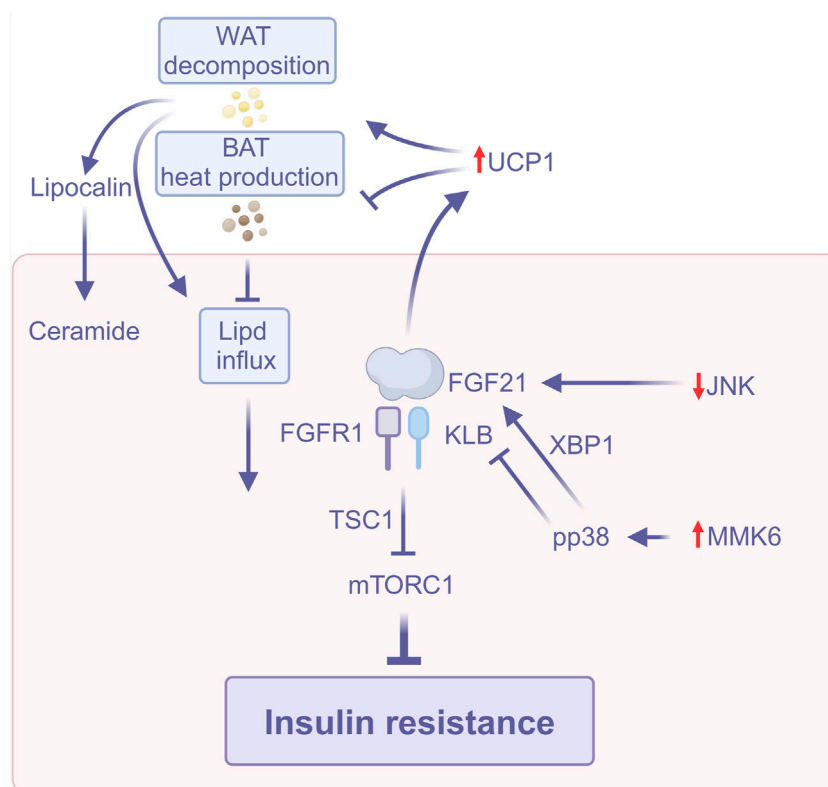 WAT
decomposition
BAT
heat production
UCP1
Lipocalin
Ceramide
Lipd
influx
FGF21
JNK
FGFR1
KLB
XBP1
TSC1
pp38
MMK6
mTORC1
Insulin resistance